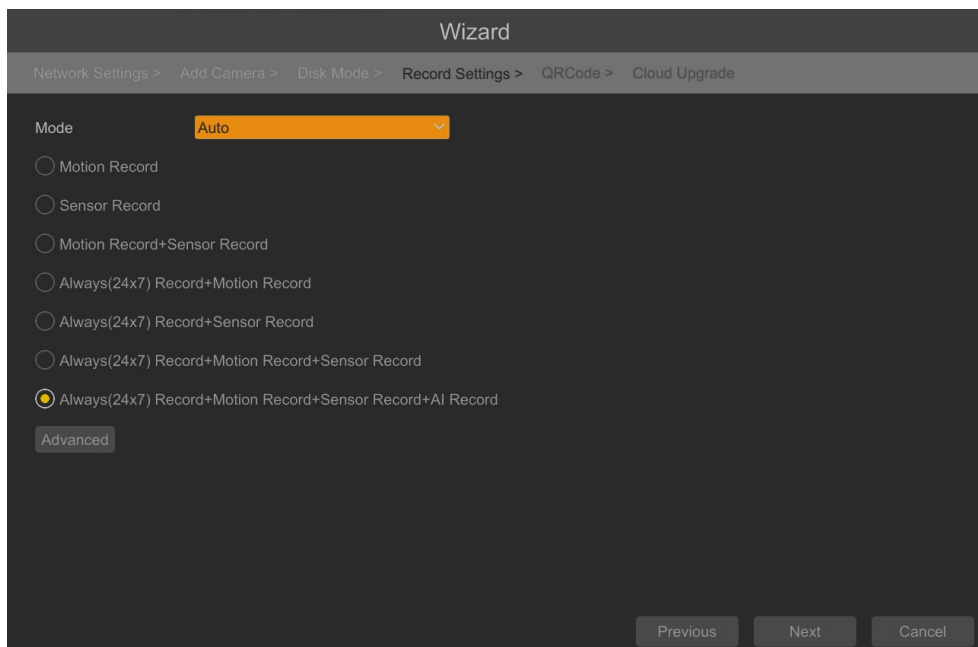 Wizard
Network Settings > Add Camera > Disk Mode > Record Settings > QRCode > Cloud Upgrade
Mode Auto
Motion Record
Sensor Record
Motion Record+Sensor Record
Always(24x7) Record+Motion Record
Always(24x7) Record+Sensor Record
Always(24x7) Record+Motion Record+Sensor Record
Always(24x7) Record+Motion Record+Sensor Record+AI Record
Advanced
Previous Next Cancel